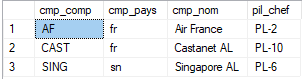 cmp_comp cmp_pays cmp_nom pil_chef
1 AF fr Air France PL-2
2 CAST fr Castanet AL PL-10
3 SING sn Singapore AL PL-6